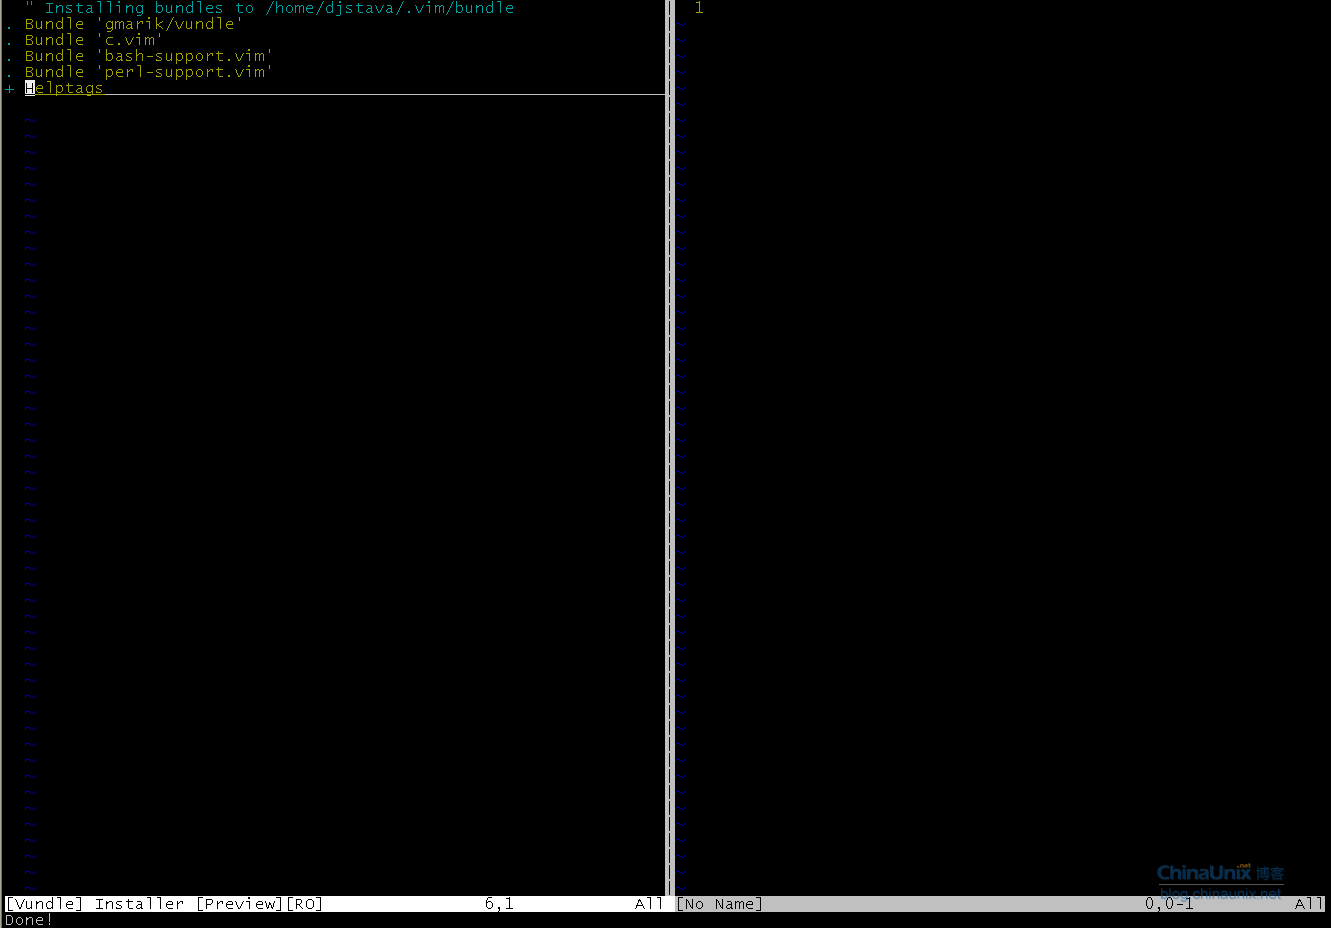 " Installing bundles to /home/djstava/.vim/bundle
. Bundle 'gmarik/vundle'
. Bundle 'c.vim'
. Bundle 'bash-support.vim'
. Bundle 'perl-support.vim'
+ Helptags
1
ChinaUnix.net 博客
blog.chinaunix.net
[Vundle] Installer [Preview][RO] 6,1 All
[No Name] 0,0-1 All
Done!